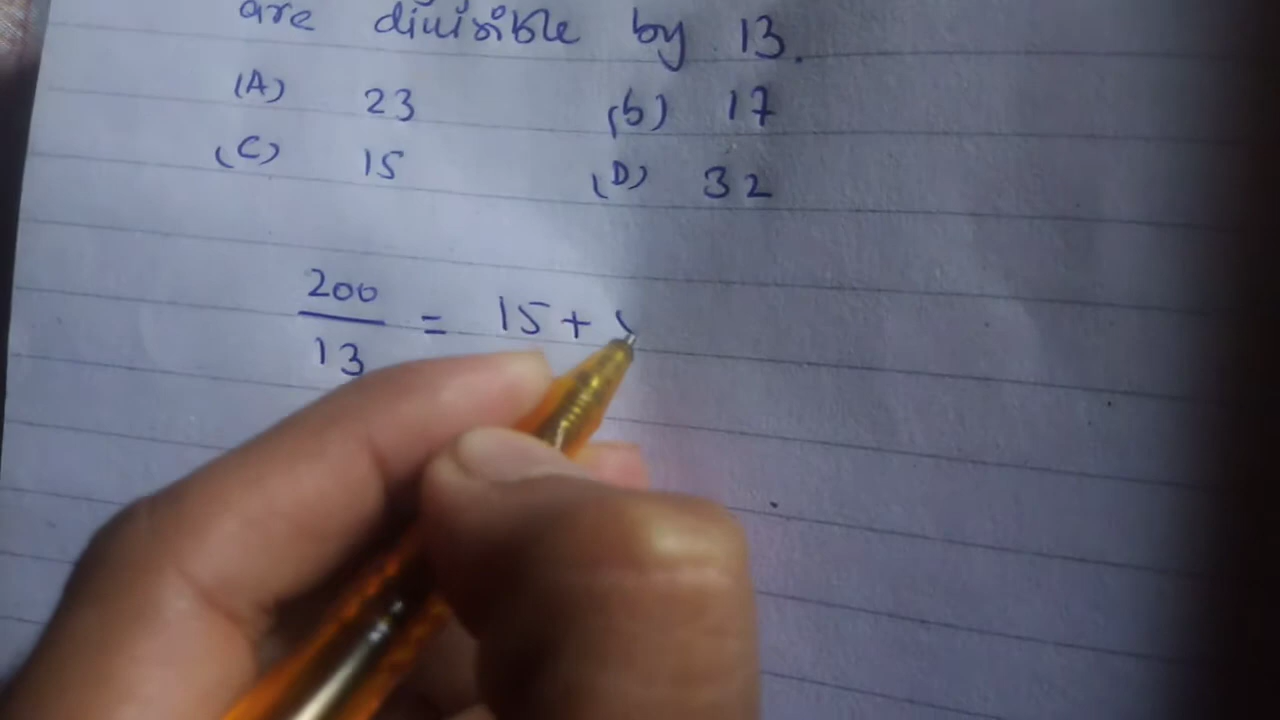 are divisible by 13.
(A) 23 (b) 17
(C) 15 (D) 32
200
13
= 15 +